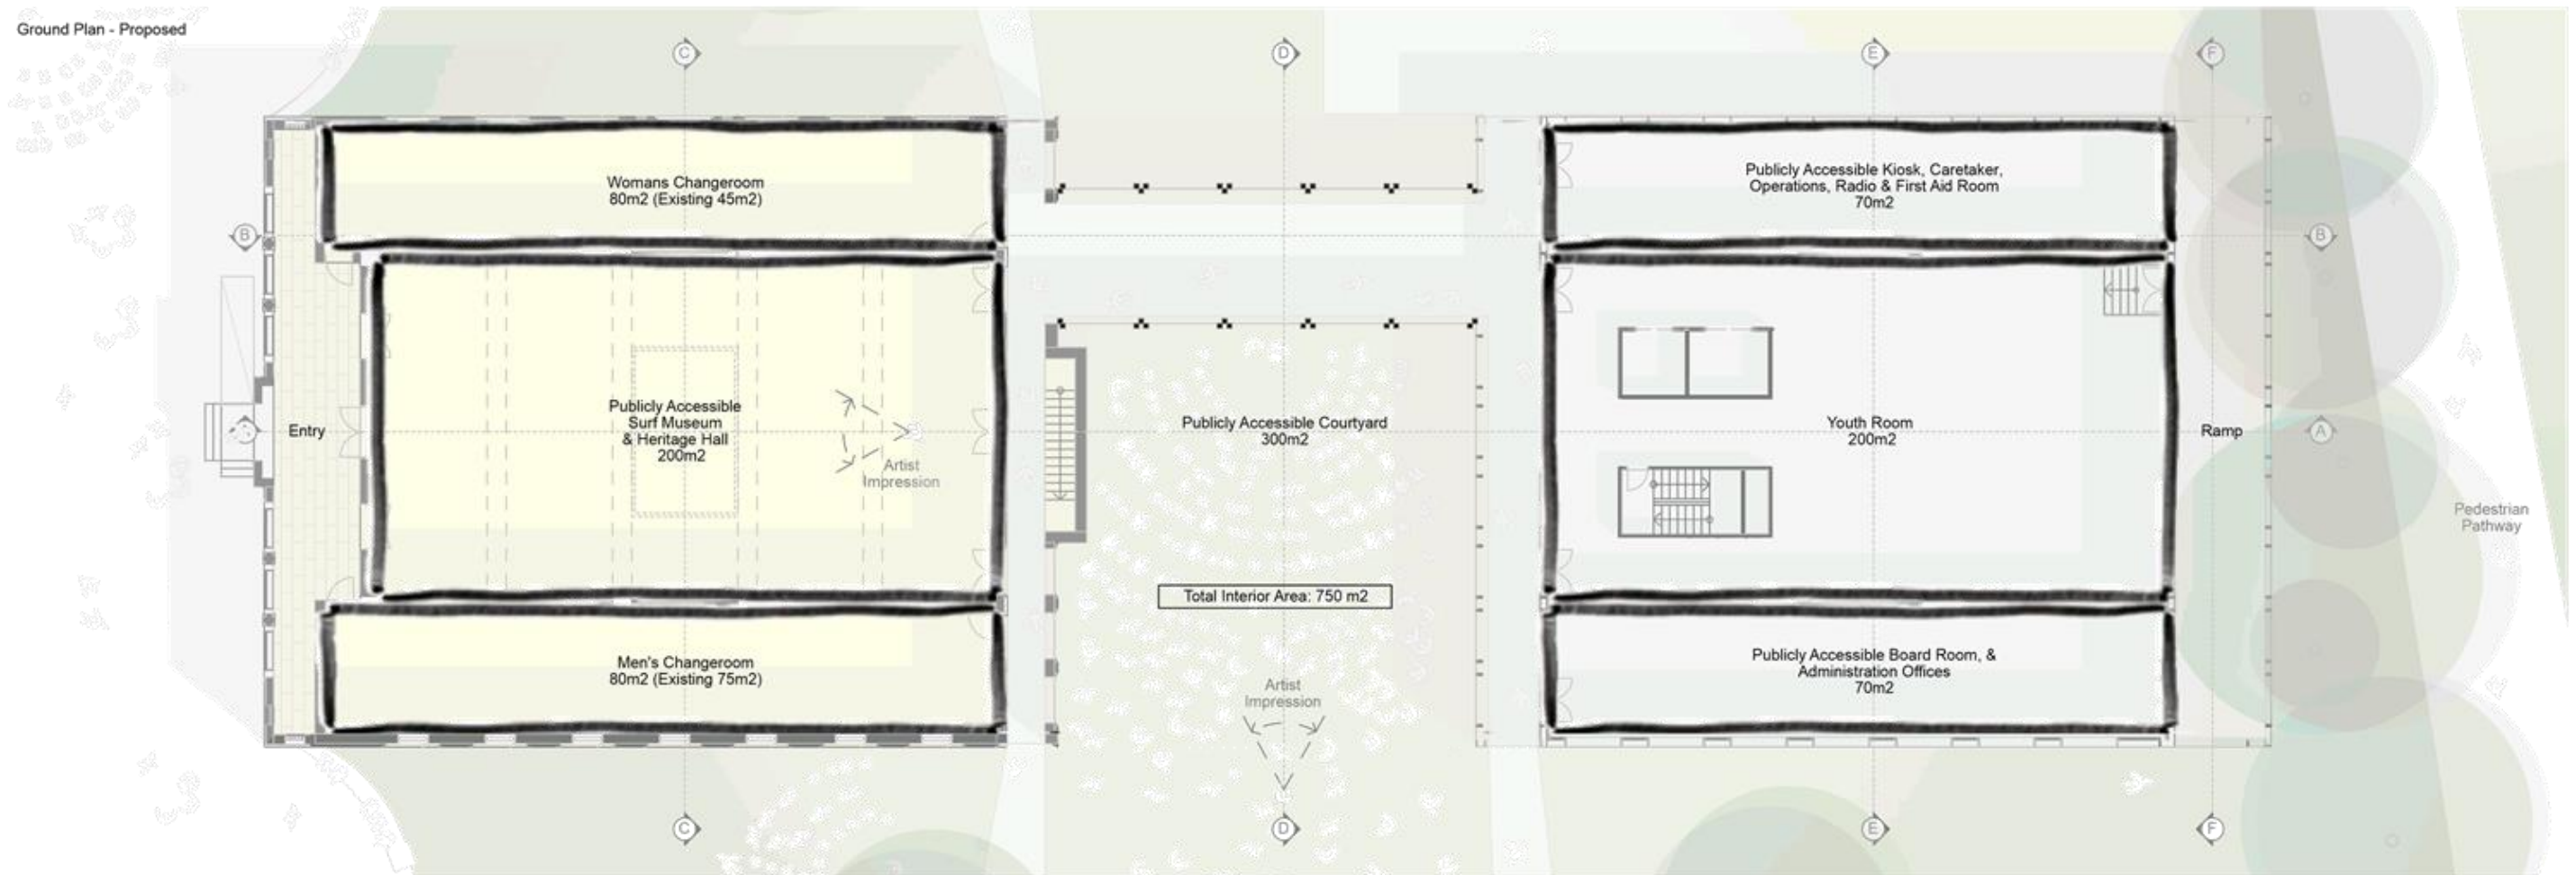 Ground Plan - Proposed
C
D
E
F
Womans Changeroom
80m2 (Existing 45m2)
Publicly Accessible Kiosk, Caretaker,
Operations, Radio & First Aid Room
70m2
B
B
Publicly Accessible
Surf Museum
& Heritage Hall
200m2
Entry
Artist
Impression
Publicly Accessible Courtyard
300m2
Youth Room
200m2
Ramp
A
Pedestrian
Pathway
Total Interior Area: 750 m2
Men's Changeroom
80m2 (Existing 75m2)
Artist
Impression
Publicly Accessible Board Room, &
Administration Offices
70m2
C
D
E
F